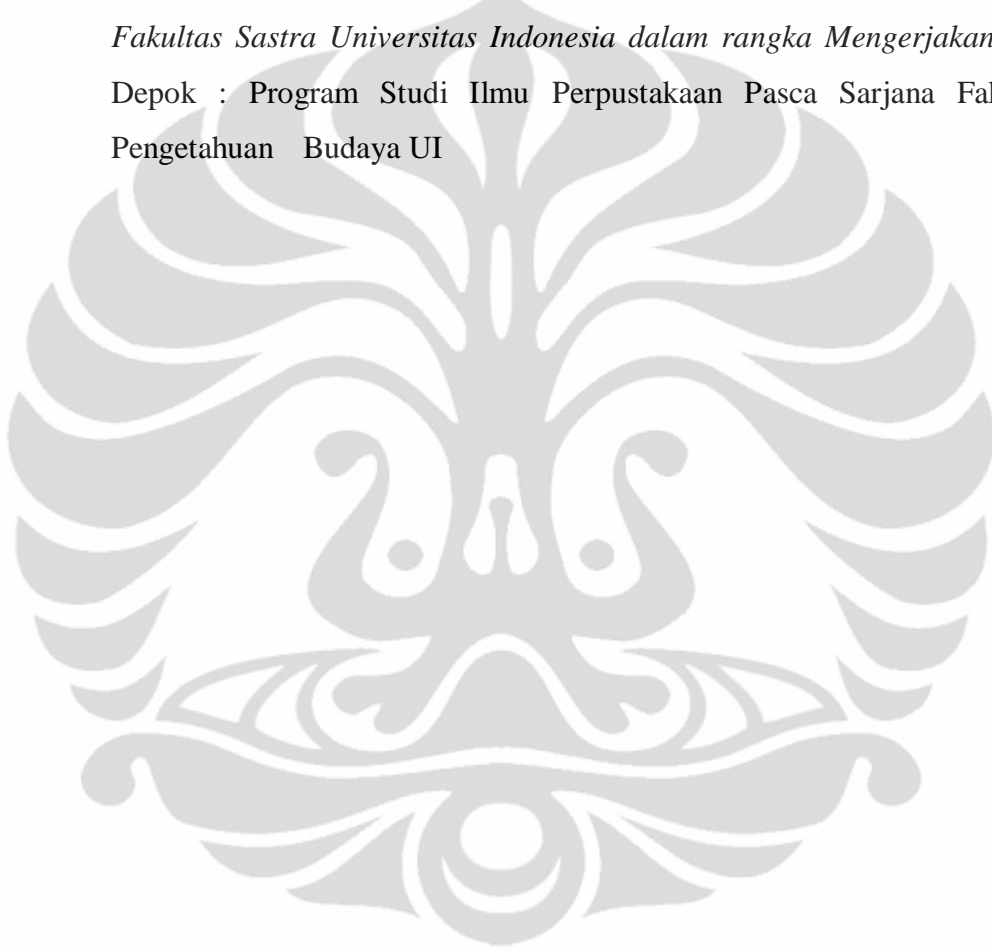 Fakultas Sastra Universitas Indonesia dalam rangka Mengerjakan
Depok : Program Studi Ilmu Perpustakaan Pasca Sarjana
Pengetahuan Budaya UI